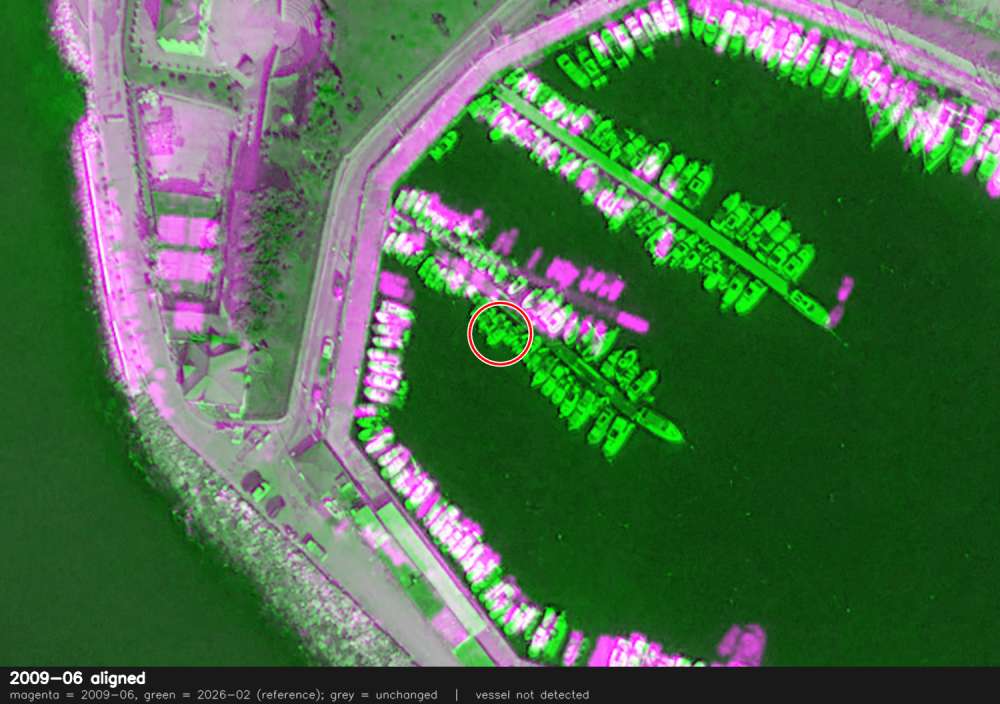 2009-06 aligned
magenta = 2009-06, green = 2026-02 (reference); grey = unchanged | vessel not detected